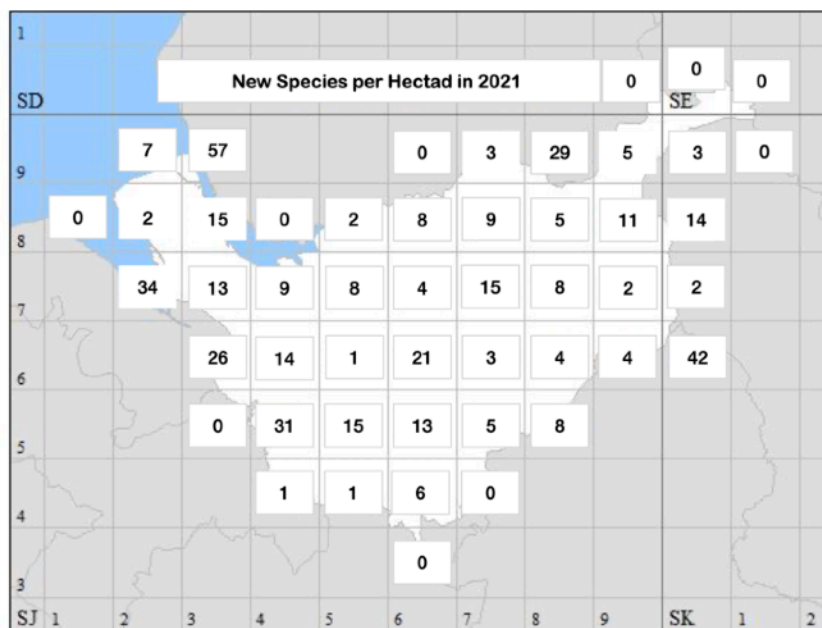 1
New Species per Hectad in 2021 0 0 0
SD SE
7 57 0 3 29 5 3 0
9
0 2 15 0 2 8 9 5 11 14
8
34 13 9 8 4 15 8 2 2
7
26 14 1 21 3 4 4 42
6
0 31 15 13 5 8
5
1 1 6 0
4
0
3
SJ 1 2 3 4 5 6 7 8 9 SK 1 2